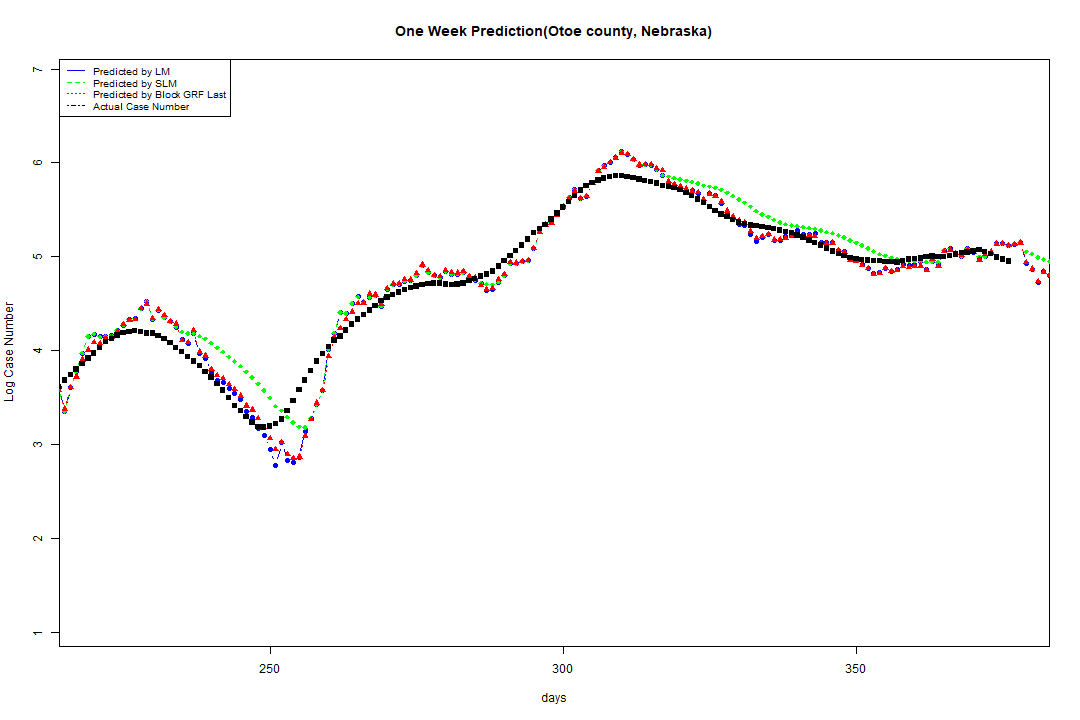 One Week Prediction(Otoe county, Nebraska)
Predicted by LM
Predicted by SLM
Predicted by Block GRF Last
Actual Case Number
7
6
5
4
3
2
1
Log Case Number
250
300
350
days